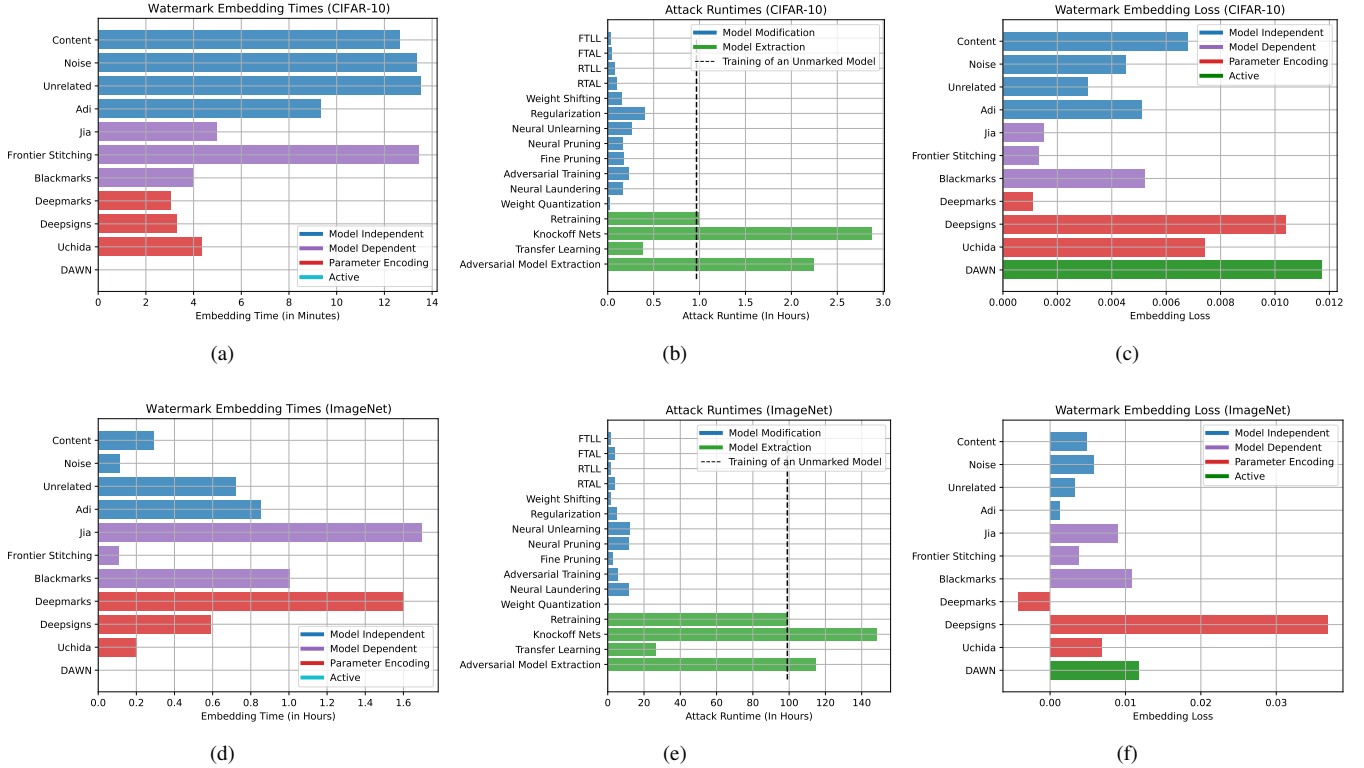 Watermark Embedding Times (CIFAR-10)
Content
Noise
Unrelated
Adi
Jia
Frontier Stitching
Blackmarks
Deepmarks
Deepsigns
Uchida
DAWN
Model Independent
Model Dependent
Parameter Encoding
Active
0 2 4 6 8 10 12 14
Embedding Time (in Minutes)
(a)
Attack Runtimes (CIFAR-10)
FTLL
FTAL
RTLL
RTAL
Weight Shifting
Regularization
Neural Unlearning
Neural Pruning
Fine Pruning
Adversarial Training
Neural Laundering
Weight Quantization
Retraining
Knockoff Nets
Transfer Learning
Adversarial Model Extraction
Model Modification
Model Extraction
Training of an Unmarked Model
0.0 0.5 1.0 1.5 2.0 2.5 3.0
Attack Runtime (In Hours)
(b)
Watermark Embedding Loss (CIFAR-10)
Content
Noise
Unrelated
Adi
Jia
Frontier Stitching
Blackmarks
Deepmarks
Deepsigns
Uchida
DAWN
Model Independent
Model Dependent
Parameter Encoding
Active
0.000 0.002 0.004 0.006 0.008 0.010 0.012
Embedding Loss
(c)
Watermark Embedding Times (ImageNet)
Content
Noise
Unrelated
Adi
Jia
Frontier Stitching
Blackmarks
Deepmarks
Deepsigns
Uchida
DAWN
Model Independent
Model Dependent
Parameter Encoding
Active
0.0 0.2 0.4 0.6 0.8 1.0 1.2 1.4 1.6
Embedding Time (in Hours)
(d)
Attack Runtimes (ImageNet)
FTLL
FTAL
RTLL
RTAL
Weight Shifting
Regularization
Neural Unlearning
Neural Pruning
Fine Pruning
Adversarial Training
Neural Laundering
Weight Quantization
Retraining
Knockoff Nets
Transfer Learning
Adversarial Model Extraction
Model Modification
Model Extraction
Training of an Unmarked Model
0 20 40 60 80 100 120 140
Attack Runtime (In Hours)
(e)
Watermark Embedding Loss (ImageNet)
Content
Noise
Unrelated
Adi
Jia
Frontier Stitching
Blackmarks
Deepmarks
Deepsigns
Uchida
DAWN
Model Independent
Model Dependent
Parameter Encoding
Active
0.00 0.01 0.02 0.03
Embedding Loss
(f)